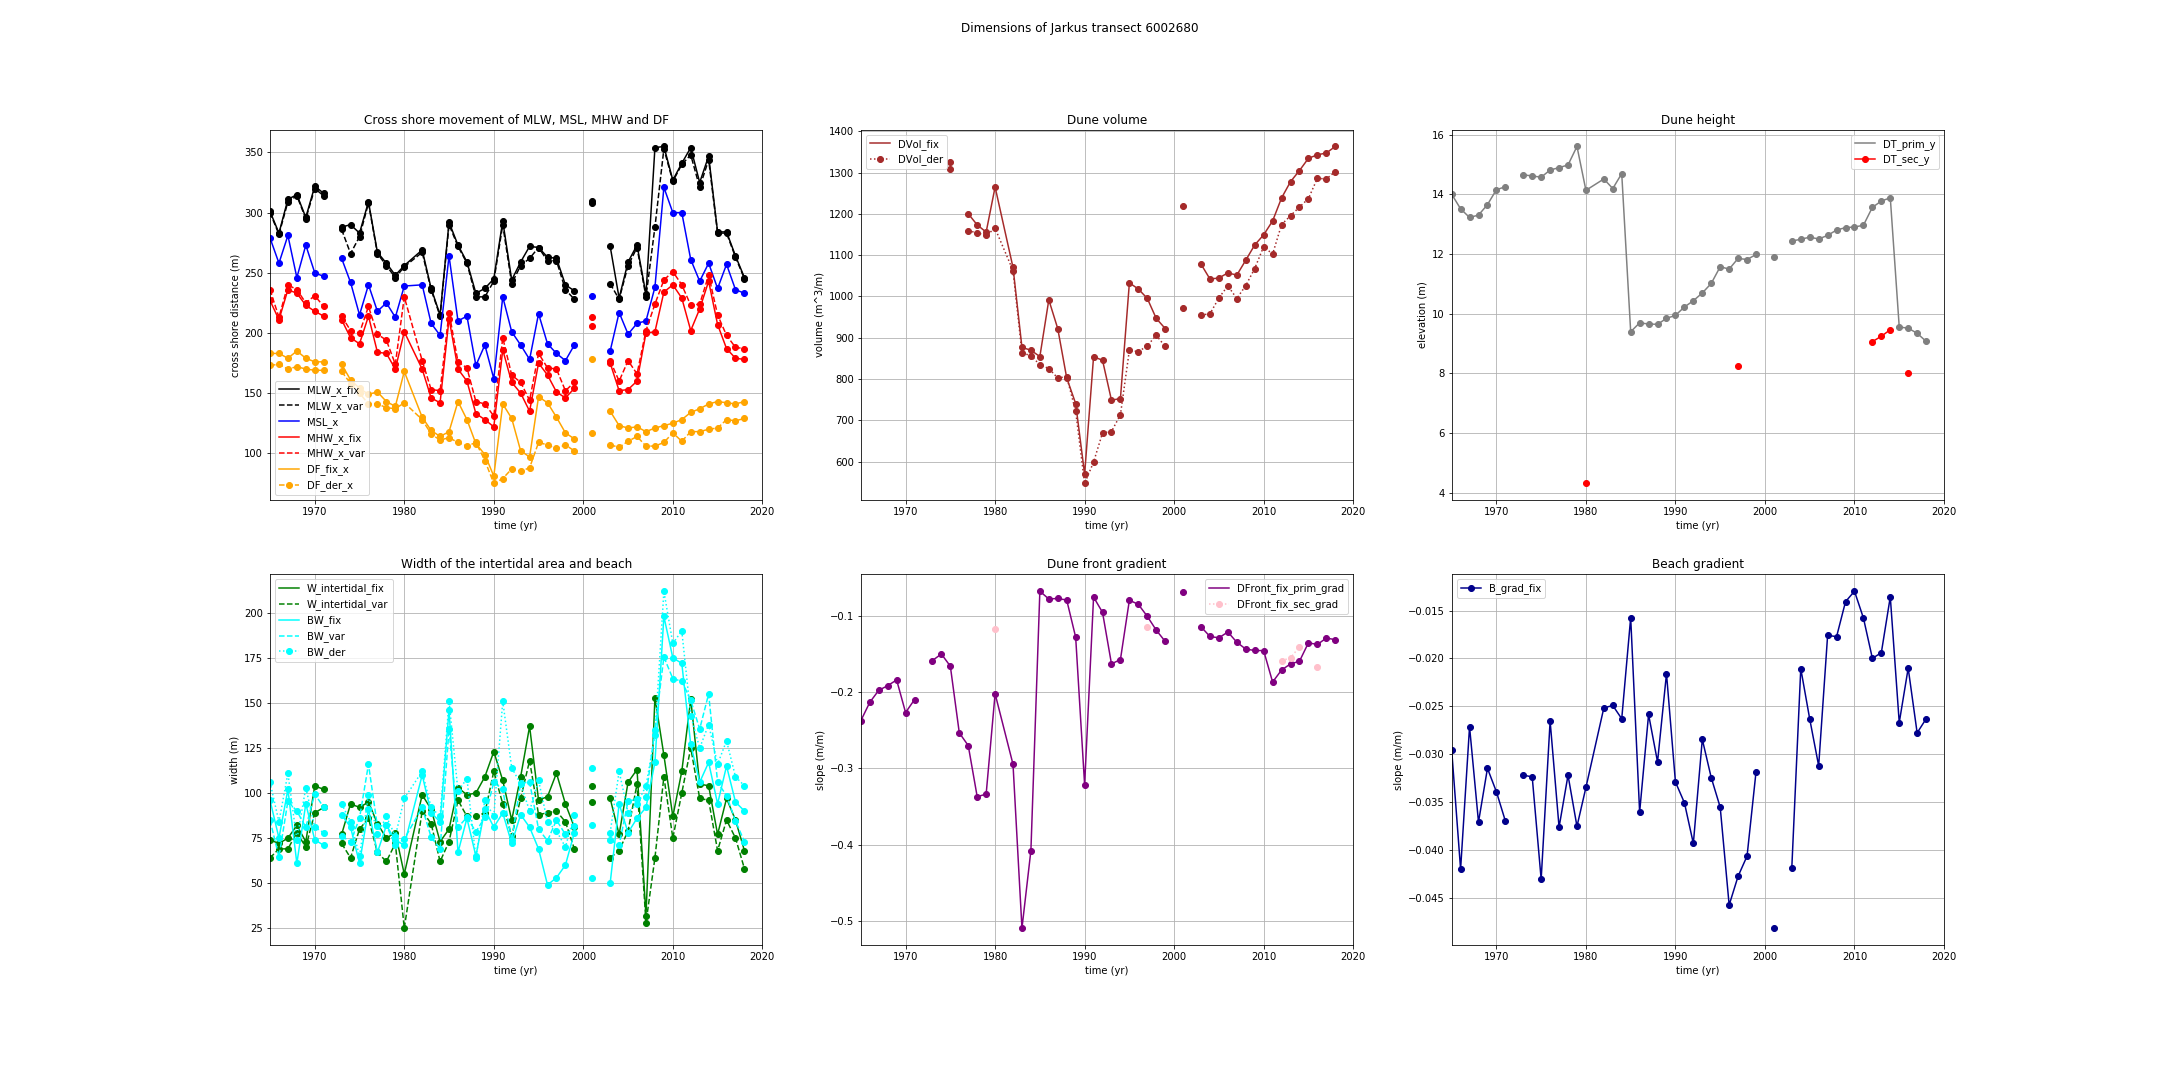 Dimensions of Jarkus transect 6002680
Cross shore movement of MLW, MSL, MHW and DF
350
300
250
200
150
100
cross shore distance (m)
MLW_x_fix
MLW_x_var
MSL_x
MHW_x_fix
MHW_x_var
DF_fix_x
DF_der_x
1970
1980
1990
2000
2010
2020
time (yr)
Dune volume
1400
1300
1200
1100
1000
900
800
700
600
volume (m^3/m)
DVol_fix
DVol_der
1970
1980
1990
2000
2010
2020
time (yr)
Dune height
16
14
12
10
8
6
4
elevation (m)
DT_prim_y
DT_sec_y
1970
1980
1990
2000
2010
2020
time (yr)
Width of the intertidal area and beach
200
175
150
125
100
75
50
25
width (m)
W_intertidal_fix
W_intertidal_var
BW_fix
BW_var
BW_der
1970
1980
1990
2000
2010
2020
time (yr)
Dune front gradient
−0.1
−0.2
−0.3
−0.4
−0.5
slope (m/m)
DFront_fix_prim_grad
DFront_fix_sec_grad
1970
1980
1990
2000
2010
2020
time (yr)
Beach gradient
−0.015
−0.020
−0.025
−0.030
−0.035
−0.040
−0.045
slope (m/m)
B_grad_fix
1970
1980
1990
2000
2010
2020
time (yr)